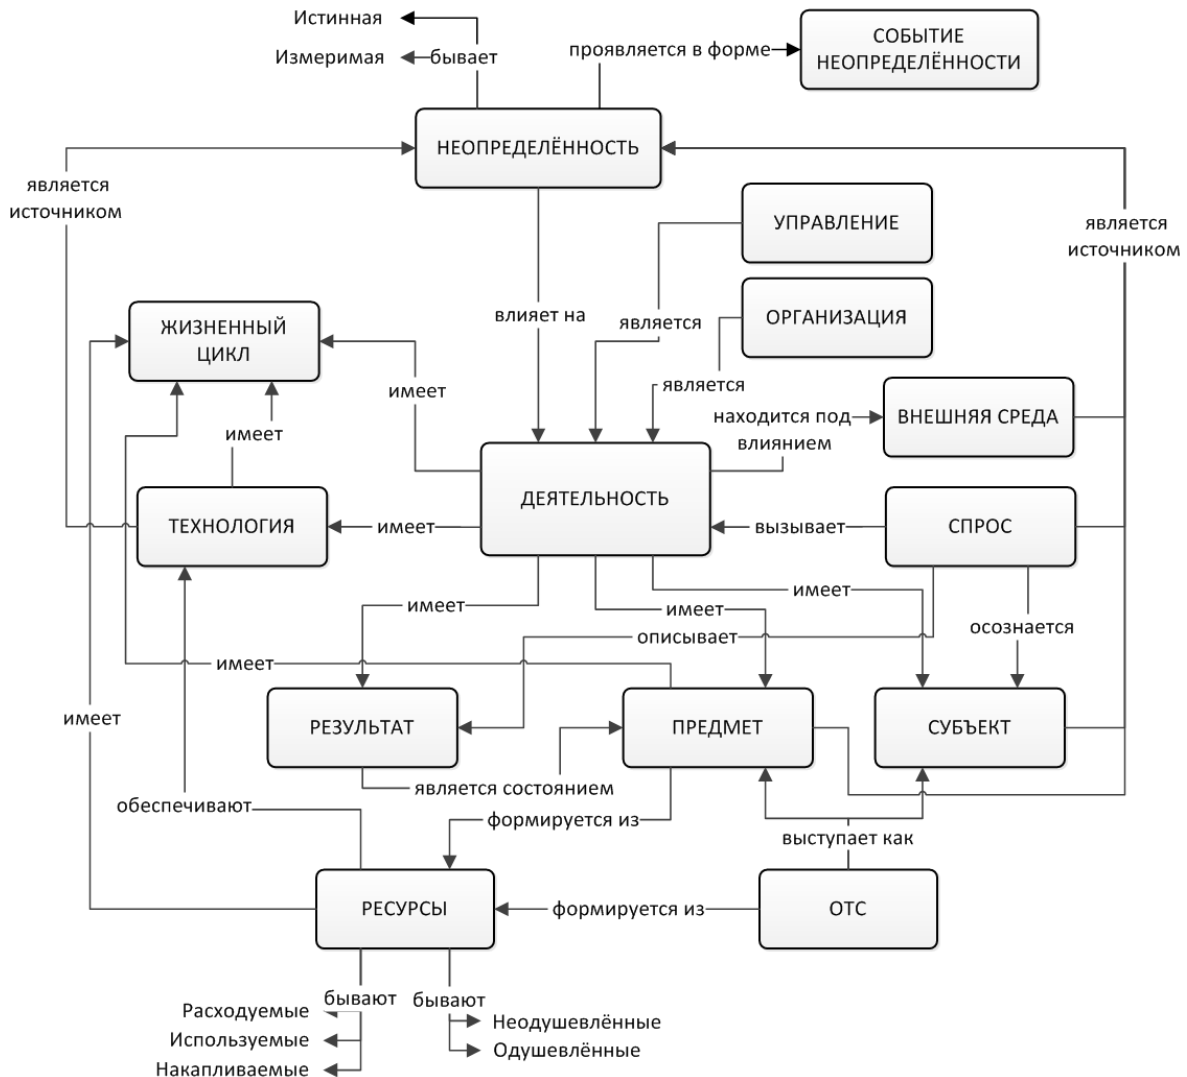 Истинная
Измеримая
бывает
проявляется в форме
СОБЫТИЕ
НЕОПРЕДЕЛЁННОСТИ
НЕОПРЕДЕЛЁННОСТЬ
является
источником
УПРАВЛЕНИЕ
является
источником
ОРГАНИЗАЦИЯ
влияет на
является
ЖИЗНЕННЫЙ
ЦИКЛ
имеет
является
находится под
влиянием
ВНЕШНЯЯ СРЕДА
имеет
ДЕЯТЕЛЬНОСТЬ
ТЕХНОЛОГИЯ
имеет
вызывает
СПРОС
имеет
имеет
имеет
описывает
осознается
имеет
имеет
РЕЗУЛЬТАТ
ПРЕДМЕТ
СУБЪЕКТ
является состоянием
обеспечивают
формируется из
выступает как
РЕСУРСЫ
формируется из
ОТС
бывают
бывают
Расходуемые
Используемые
Накапливаемые
Неодушевлённые
Одушевлённые